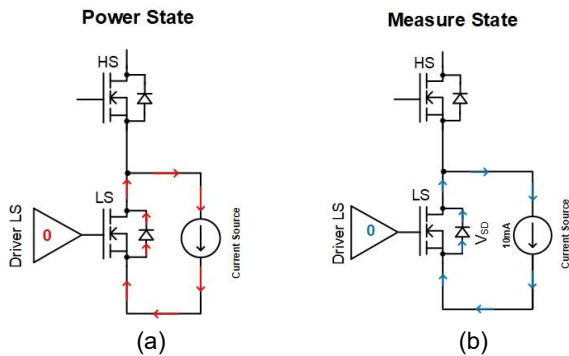 Power State
HS
LS
Driver LS
0
Current Source
(a)
Measure State
HS
LS
Driver LS
0
VSD
10mA
Current Source
(b)